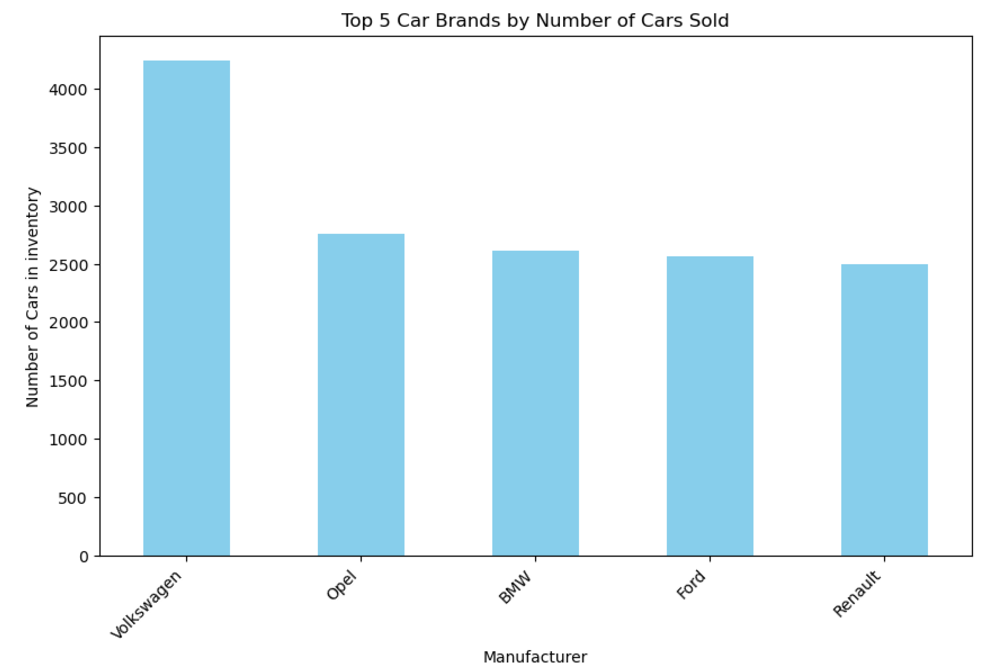 Top 5 Car Brands by Number of Cars Sold
Number of Cars in inventory
4000
3500
3000
2500
2000
1500
1000
500
0
Volkswagen
Opel
BMW
Ford
Renault
Manufacturer